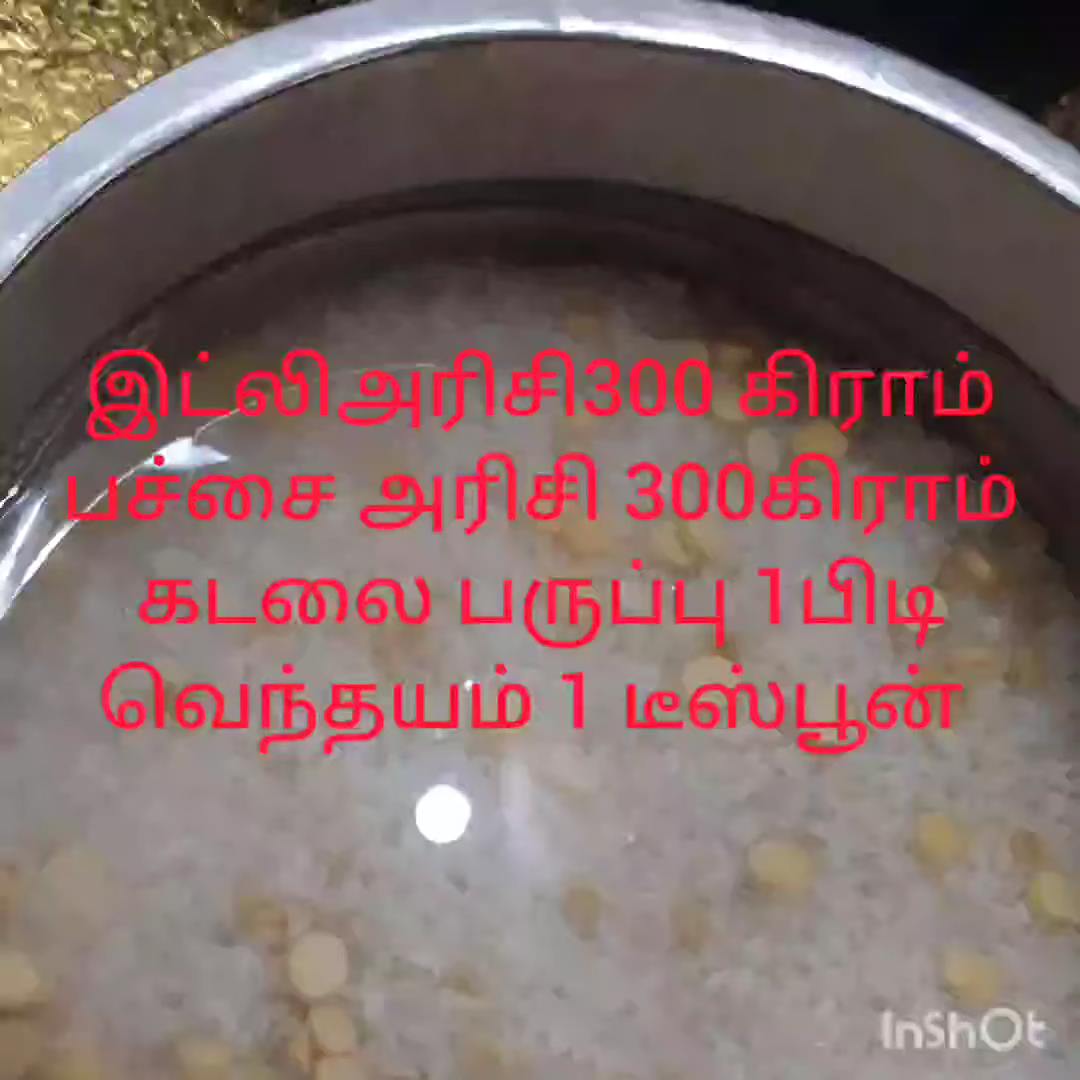 இட்லிஅரிசி300 கிராம்
பச்சை அரிசி 300கிராம்
கடலை பருப்பு 1பிடி
வெந்தயம் 1 டீஸ்பூன்
InShOt